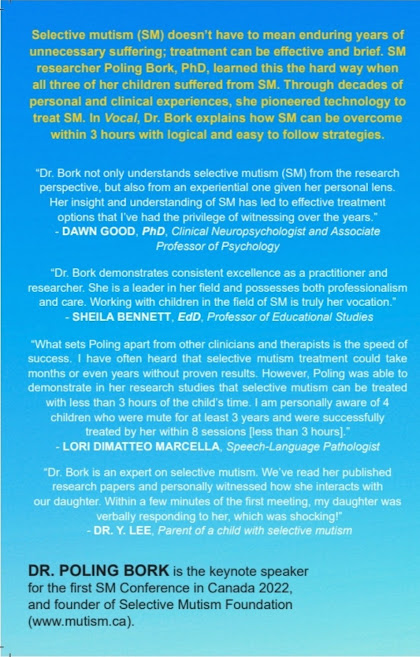 Selective mutism (SM) doesn't have to mean enduring years of
unnecessary suffering; treatment can be effective and brief. SM
researcher Poling Bork, PhD, learned this the hard way when
all three of her children suffered from SM. Through decades of
personal and clinical experiences, she pioneered technology to
treat SM. In Vocal, Dr. Bork explains how SM can be overcome
within 3 hours with logical and easy to follow strategies.
“Dr. Bork not only understands selective mutism (SM) from the research
perspective, but also from an experiential one given her personal lens.
Her insight and understanding of SM has led to effective treatment
options that I've had the privilege of witnessing over the years.”
- DAWN GOOD, PhD, Clinical Neuropsychologist and Associate
Professor of Psychology
“Dr. Bork demonstrates consistent excellence as a practitioner and
researcher. She is a leader in her field and possesses both professionalism
and care. Working with children in the field of SM is truly her vocation.”
- SHEILA BENNETT, EdD, Professor of Educational Studies
“What sets Poling apart from other clinicians and therapists is the speed of
success. I have often heard that selective mutism treatment could take
months or even years without proven results. However, Poling was able to
demonstrate in her research studies that selective mutism can be treated
with less than 3 hours of the child's time. I am personally aware of 4
children who were mute for at least 3 years and were successfully
treated by her within 8 sessions [less than 3 hours].”
- LORI DIMATTEO MARCELLA, Speech-Language Pathologist
“Dr. Bork is an expert on selective mutism. We've read her published
research papers and personally witnessed how she interacts with
our daughter. Within a few minutes of the first meeting, my daughter was
verbally responding to her, which was shocking!”
- DR. Y. LEE, Parent of a child with selective mutism
DR. POLING BORK is the keynote speaker
for the first SM Conference in Canada 2022,
and founder of Selective Mutism Foundation
(www.mutism.ca).